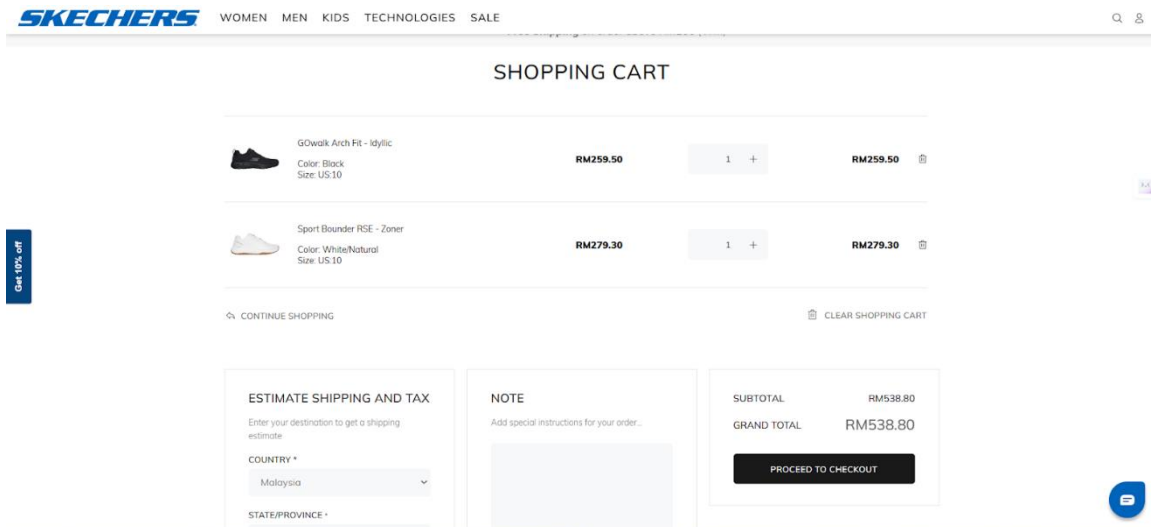 SKECHERS
WOMEN MEN KIDS TECHNOLOGIES SALE
SHOPPING CART
GOwalk Arch Fit - Idyllic
Color: Black
Size: US:10
RM259.50
1 +
RM259.50
Sport Bounder RSE - Zoner
Color: White/Natural
Size: US:10
RM279.30
1 +
RM279.30
Get 10% off
CONTINUE SHOPPING
CLEAR SHOPPING CART
ESTIMATE SHIPPING AND TAX
Enter your destination to get a shipping
estimate
COUNTRY *
Malaysia
STATE/PROVINCE *
NOTE
Add special instructions for your order...
SUBTOTAL RM538.80
GRAND TOTAL RM538.80
PROCEED TO CHECKOUT